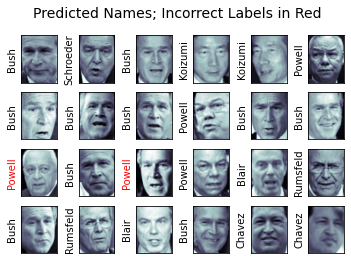 Predicted Names; Incorrect Labels in Red
Bush Schroeder Bush Koizumi Koizumi Powell
Bush Bush Bush Powell Bush Bush
Powell Bush Powell Powell Blair Rumsfeld
Bush Rumsfeld Blair Bush Chavez Chavez